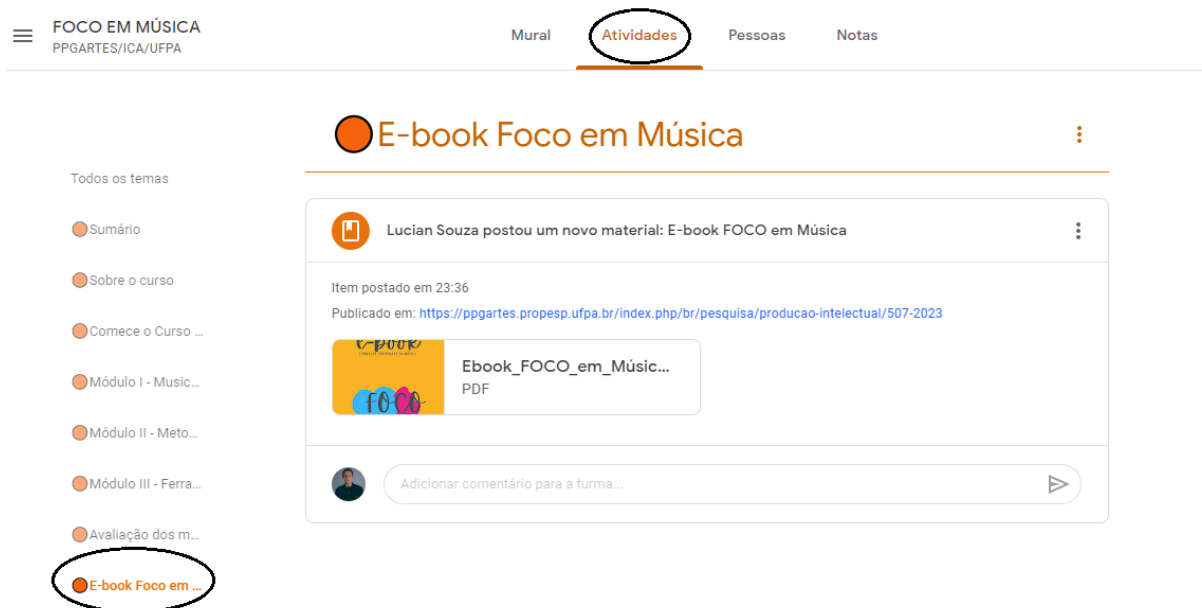 FOCO EM MÚSICA
PPGARTES/ICA/UFPA
Mural
Atividades
Pessoas
Notas
E-book Foco em Música
Todos os temas
Sumário
Sobre o curso
Comece o Curso ...
Módulo I - Music...
Módulo II - Meto...
Módulo III - Ferra...
Avaliação dos m...
E-book Foco em ...
Lucian Souza postou um novo material: E-book FOCO em Música
Item postado em 23:36
Publicado em: https://ppgartes.propesp.ufpa.br/index.php/br/pesquisa/producao-intelectual/507-2023
e-book
FOCO
Ebook_FOCO_em_Músic...
PDF
Adicionar comentário para a turma...